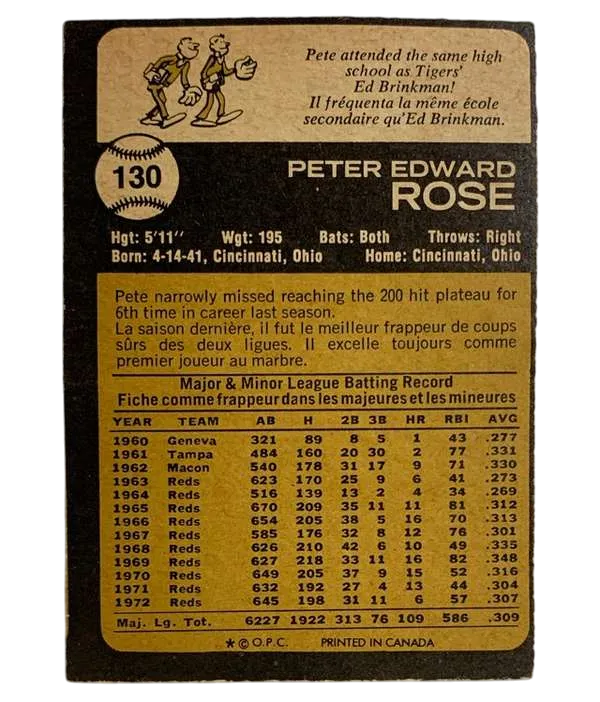 Pete attended the same high
school as Tigers'
Ed Brinkman!
Il fréquenta la même école
secondaire qu'Ed Brinkman.
130
PETER EDWARD
ROSE
Hgt: 5'11" Wgt: 195 Bats: Both Throws: Right
Born: 4-14-41, Cincinnati, Ohio Home: Cincinnati, Ohio
Pete narrowly missed reaching the 200 hit plateau for
6th time in career last season.
La saison dernière, il fut le meilleur frappeur de coups
sûrs des deux ligues. Il excelle toujours comme
premier joueur au marbre.
Major & Minor League Batting Record
Fiche comme frappeur dans les majeures et les mineures
YEAR TEAM AB H 2B 3B HR RBI AVG
1960 Geneva 321 89 8 5 1 43 .277
1961 Tampa 484 160 20 30 2 77 .331
1962 Macon 540 178 31 17 9 71 .330
1963 Reds 623 170 25 9 6 41 .273
1964 Reds 516 139 13 2 4 34 .269
1965 Reds 670 209 35 11 11 81 .312
1966 Reds 654 205 38 5 16 70 .313
1967 Reds 585 176 32 8 12 76 .301
1968 Reds 626 210 42 6 10 49 .335
1969 Reds 627 218 33 11 16 82 .348
1970 Reds 649 205 37 9 15 52 .316
1971 Reds 632 192 27 4 13 44 .304
1972 Reds 645 198 31 11 6 57 .307
Maj. Lg. Tot. 6227 1922 313 76 109 586 .309
* © O.P.C. PRINTED IN CANADA